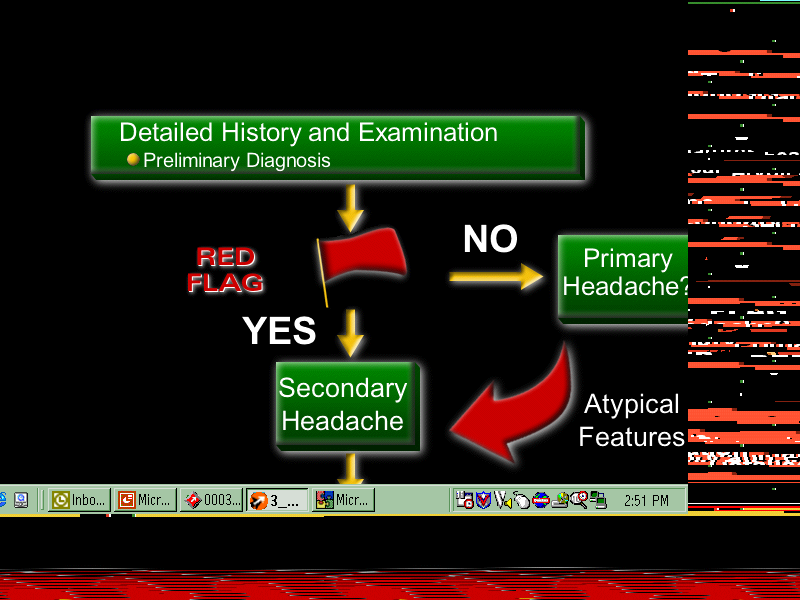 Detailed History and Examination
Preliminary Diagnosis
NO
RED
FLAG
Primary
Headache?
YES
Secondary
Headache
Atypical
Features
Inbo...
Micr...
0003...
3_...
Micr...
2:51 PM